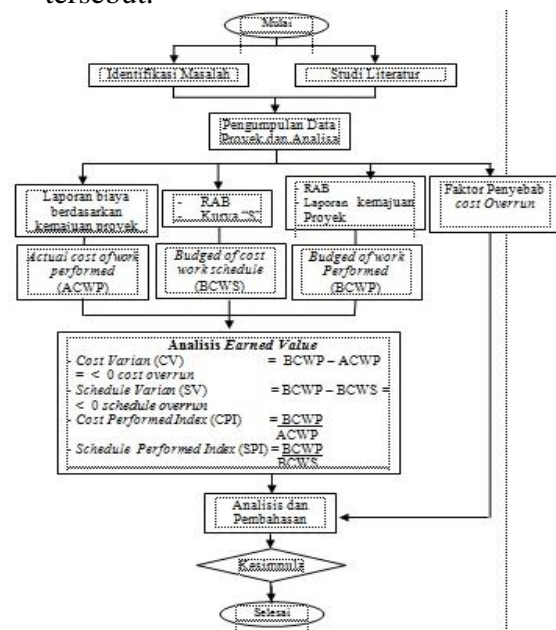 tersebut.
Mulai
Identifikasi Masalah
Studi Literatur
Pengumpulan Data
Proyek dan Analisa
Laporan biaya
berdasarkan
kemajuan proyek
- RAB
- Kurva “S”
- RAB
- Laporan kemajuan
Proyek
Faktor Penyebab
cost Overrun
Actual cost of work
performed
(ACWP)
Budged of cost
work schedule
(BCWS)
Budged of work
Performed
(BCWP)
Analisis Earned Value
- Cost Varian (CV) = BCWP – ACWP
= < 0 cost overrun
- Schedule Varian (SV) = BCWP – BCWS =
< 0 schedule overrun
- Cost Performed Index (CPI) = BCWP
ACWP
- Schedule Performed Index (SPI) = BCWP
BCWS
Analisis dan
Pembahasan
Kesimpula
Selesai